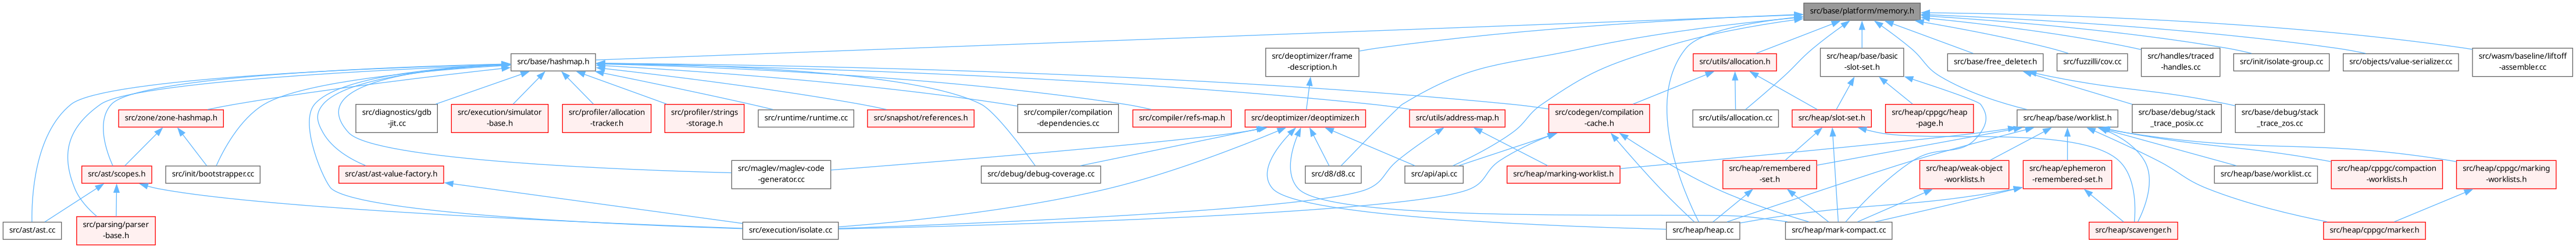 src/base/platform/memory.h
src/base/hashmap.h
src/deoptimizer/frame
-description.h
src/utils/allocation.h
src/heap/base/basic
-slot-set.h
src/base/free_deleter.h
src/fuzzilli/cov.cc
src/handles/traced
-handles.cc
src/init/isolate-group.cc
src/objects/value-serializer.cc
src/wasm/baseline/liftoff
-assembler.cc
src/zone/zone-hashmap.h
src/diagnostics/gdb
-jit.cc
src/execution/simulator
-base.h
src/profiler/allocation
-tracker.h
src/profiler/strings
-storage.h
src/runtime/runtime.cc
src/snapshot/references.h
src/compiler/compilation
-dependencies.cc
src/compiler/refs-map.h
src/deoptimizer/deoptimizer.h
src/utils/address-map.h
src/codegen/compilation
-cache.h
src/utils/allocation.cc
src/heap/slot-set.h
src/heap/cppgc/heap
-page.h
src/heap/base/worklist.h
src/base/debug/stack
_trace_posix.cc
src/base/debug/stack
_trace_zos.cc
src/ast/scopes.h
src/init/bootstrapper.cc
src/ast/ast-value-factory.h
src/maglev/maglev-code
-generator.cc
src/debug/debug-coverage.cc
src/d8/d8.cc
src/api/api.cc
src/heap/marking-worklist.h
src/heap/remembered
-set.h
src/heap/weak-object
-worklists.h
src/heap/ephemeron
-remembered-set.h
src/heap/base/worklist.cc
src/heap/cppgc/compaction
-worklists.h
src/heap/cppgc/marking
-worklists.h
src/ast/ast.cc
src/parsing/parser
-base.h
src/execution/isolate.cc
src/heap/heap.cc
src/heap/mark-compact.cc
src/heap/scavenger.h
src/heap/cppgc/marker.h